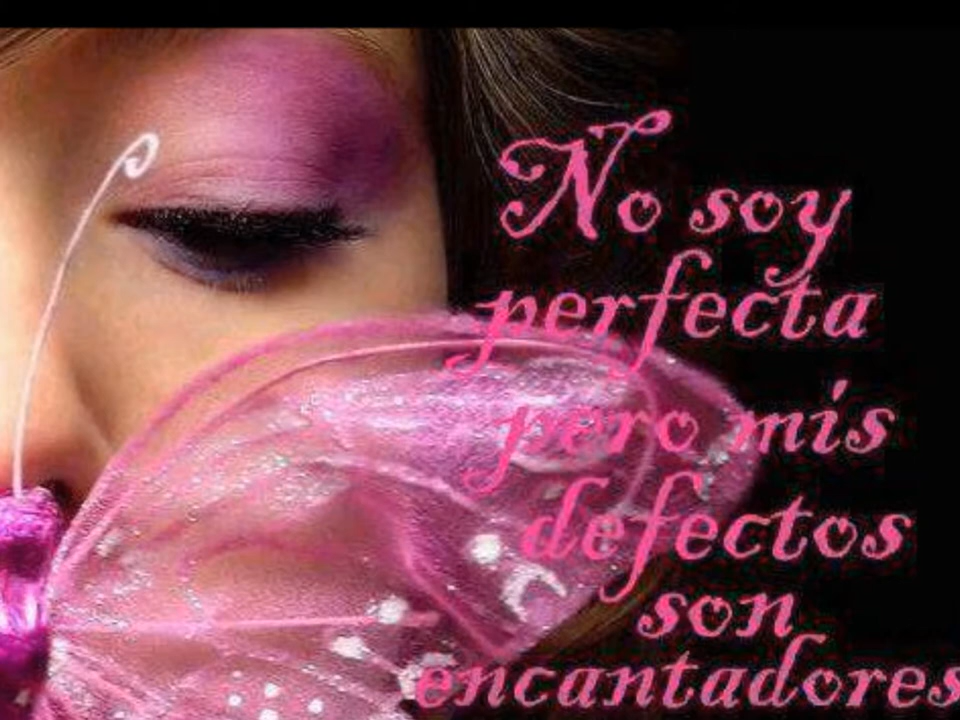 No soy
perfecta
pero mis
defectos
son
encantadores